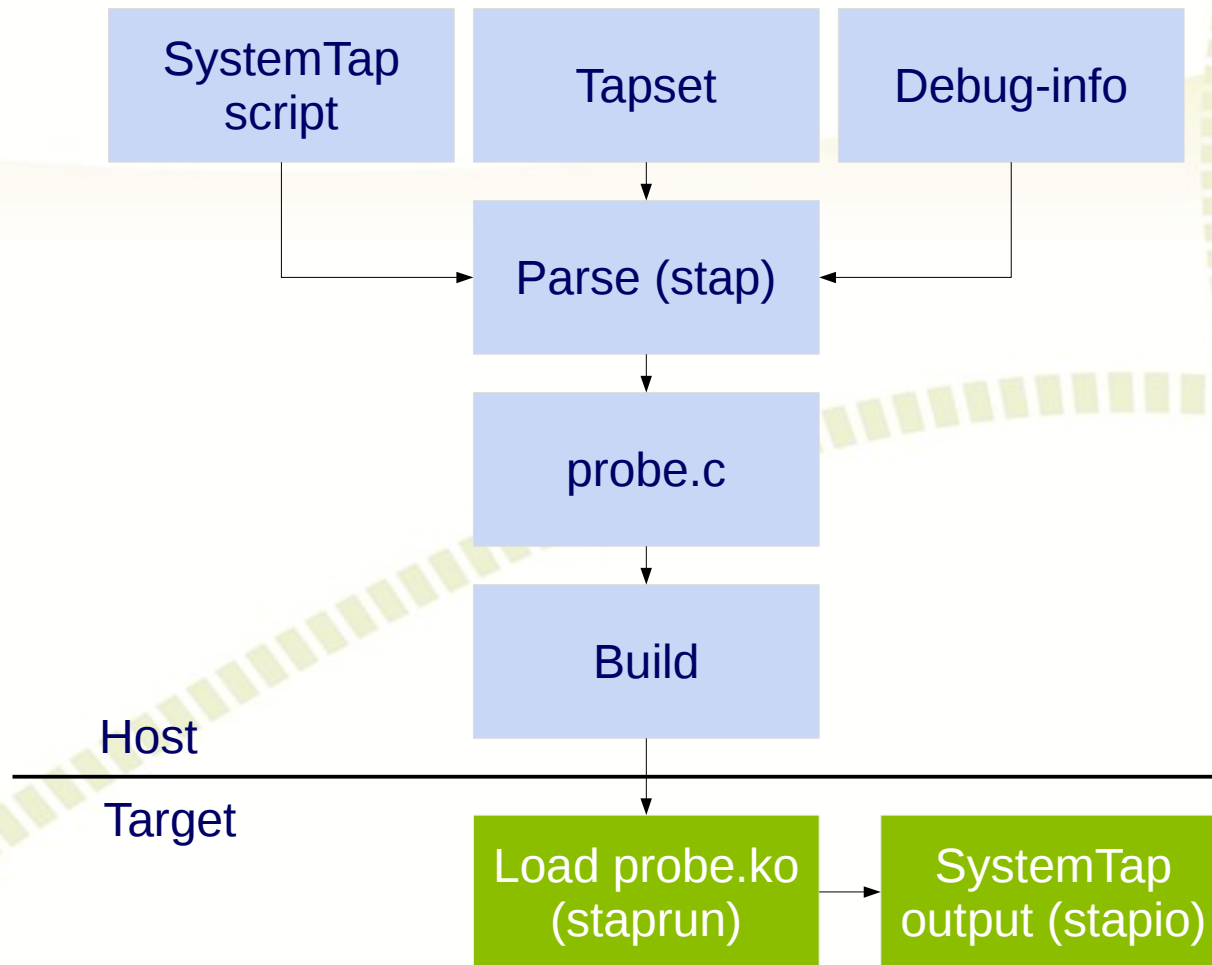 SystemTap
script
Tapset
Debug-info
Parse (stap)
probe.c
Build
Host
Target
Load probe.ko
(staprun)
SystemTap
output (stapio)